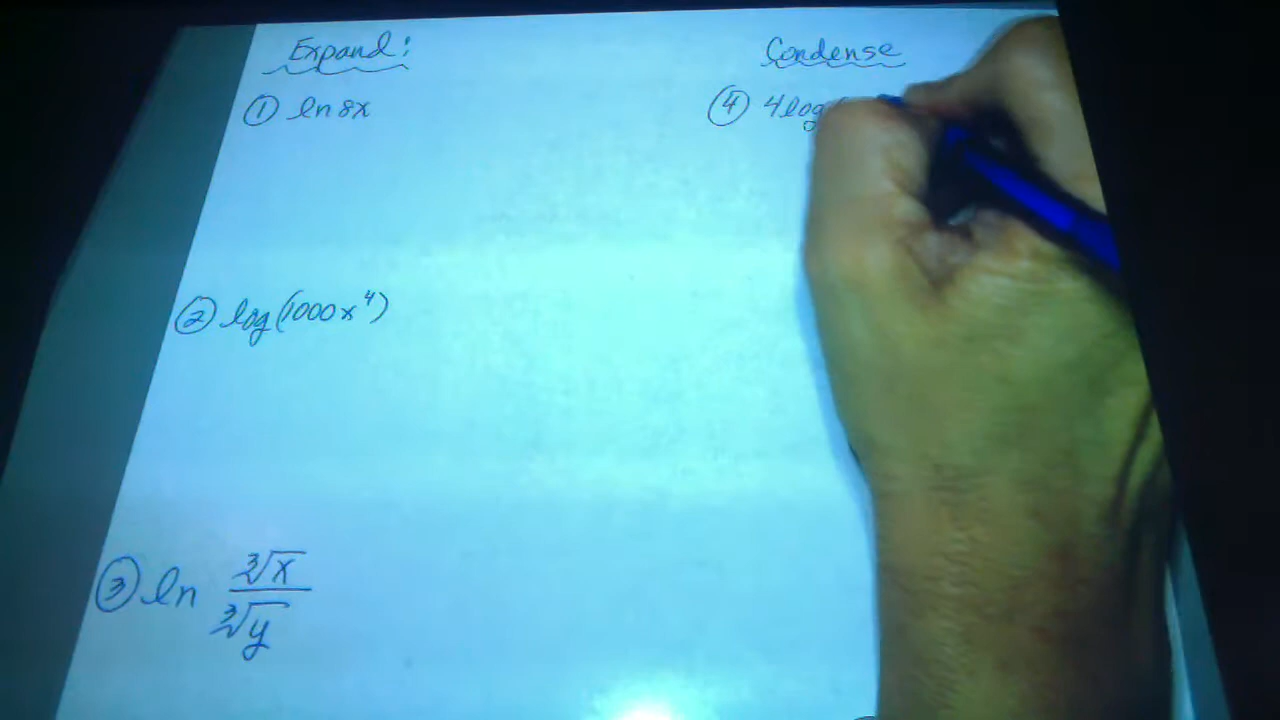 Expand:
① ln 8x
② log(1000x⁴)
③ ln ∛x / ∛y
Condense
④ 4log